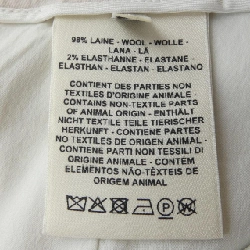 98% LAINE - WOOL - WOLLE -
LANA - LÃ
2% ELASTHANNE - ELASTANE -
ELASTHAN - ELASTAN - ELASTANO
CONTIENT DES PARTIES NON
TEXTILES D'ORIGINE ANIMAL -
CONTAINS NON-TEXTILE PARTS
OF ANIMAL ORIGIN - ENTHÄLT
NICHT TEXTILE TEILE TIERISCHER
HERKUNFT - CONTIENE PARTES
NO TEXTILES DE ORIGEN ANIMAL -
CONTIENE PARTI NON TESSILI DI
ORIGINE ANIMALE - CONTÉM
ELEMENTOS NÃO-TÊXTEIS DE
ORIGEM ANIMAL
P